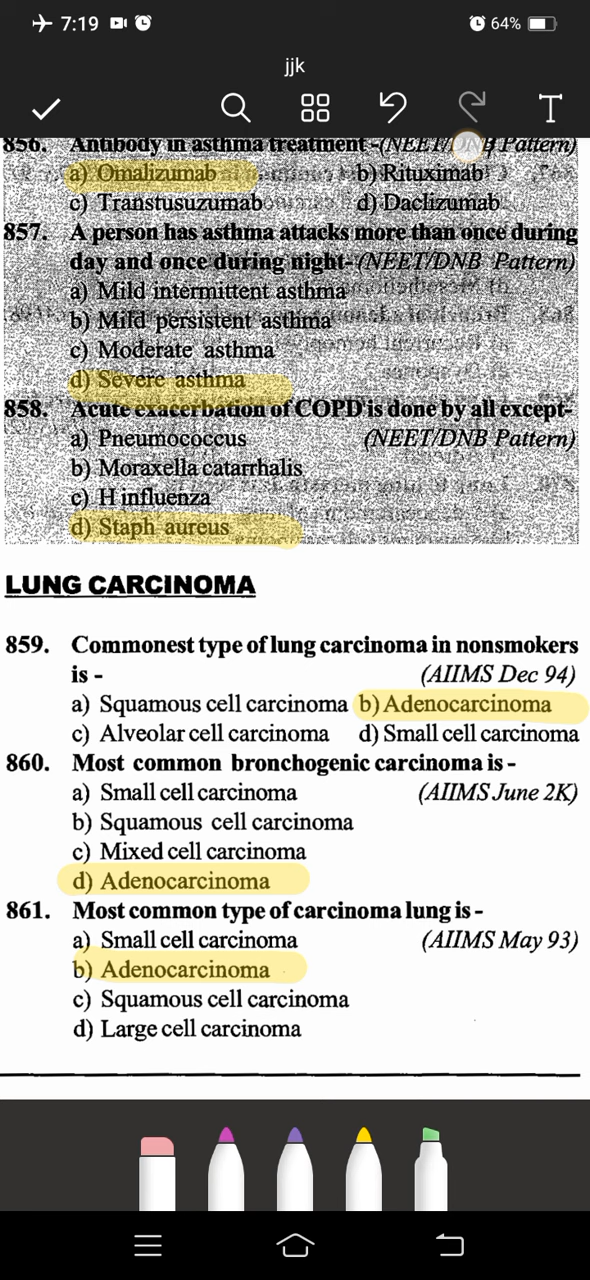 7:19
64%
jjk
T
856. Antibody in asthma treatment -(NEET/DNB Pattern)
a) Omalizumab b) Rituximab
c) Transtusuzumab d) Daclizumab
857. A person has asthma attacks more than once during
day and once during night- (NEET/DNB Pattern)
a) Mild intermittent asthma
b) Mild persistent asthma
c) Moderate asthma
d) Severe asthma
858. Acute exacerbation of COPD is done by all except-
a) Pneumococcus (NEET/DNB Pattern)
b) Moraxella catarrhalis
c) H influenza
d) Staph aureus
LUNG CARCINOMA
859. Commonest type of lung carcinoma in nonsmokers
is - (AIIMS Dec 94)
a) Squamous cell carcinoma b) Adenocarcinoma
c) Alveolar cell carcinoma d) Small cell carcinoma
860. Most common bronchogenic carcinoma is -
a) Small cell carcinoma (AIIMS June 2K)
b) Squamous cell carcinoma
c) Mixed cell carcinoma
d) Adenocarcinoma
861. Most common type of carcinoma lung is -
a) Small cell carcinoma (AIIMS May 93)
b) Adenocarcinoma
c) Squamous cell carcinoma
d) Large cell carcinoma